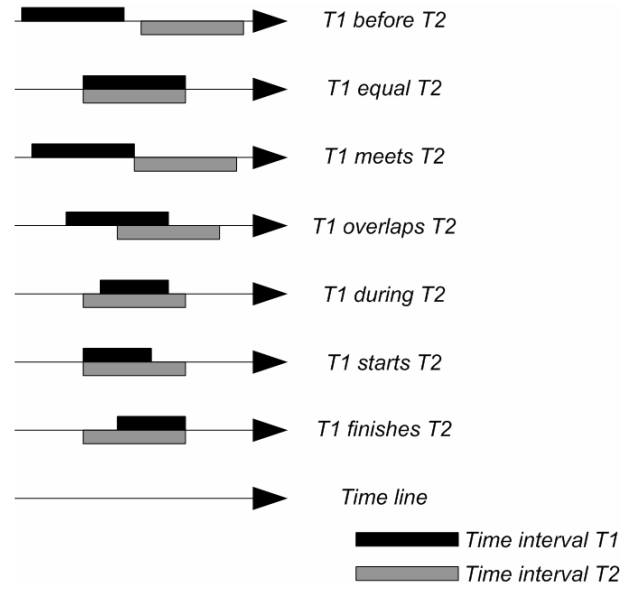 T1 before T2
T1 equal T2
T1 meets T2
T1 overlaps T2
T1 during T2
T1 starts T2
T1 finishes T2
Time line
Time interval T1
Time interval T2